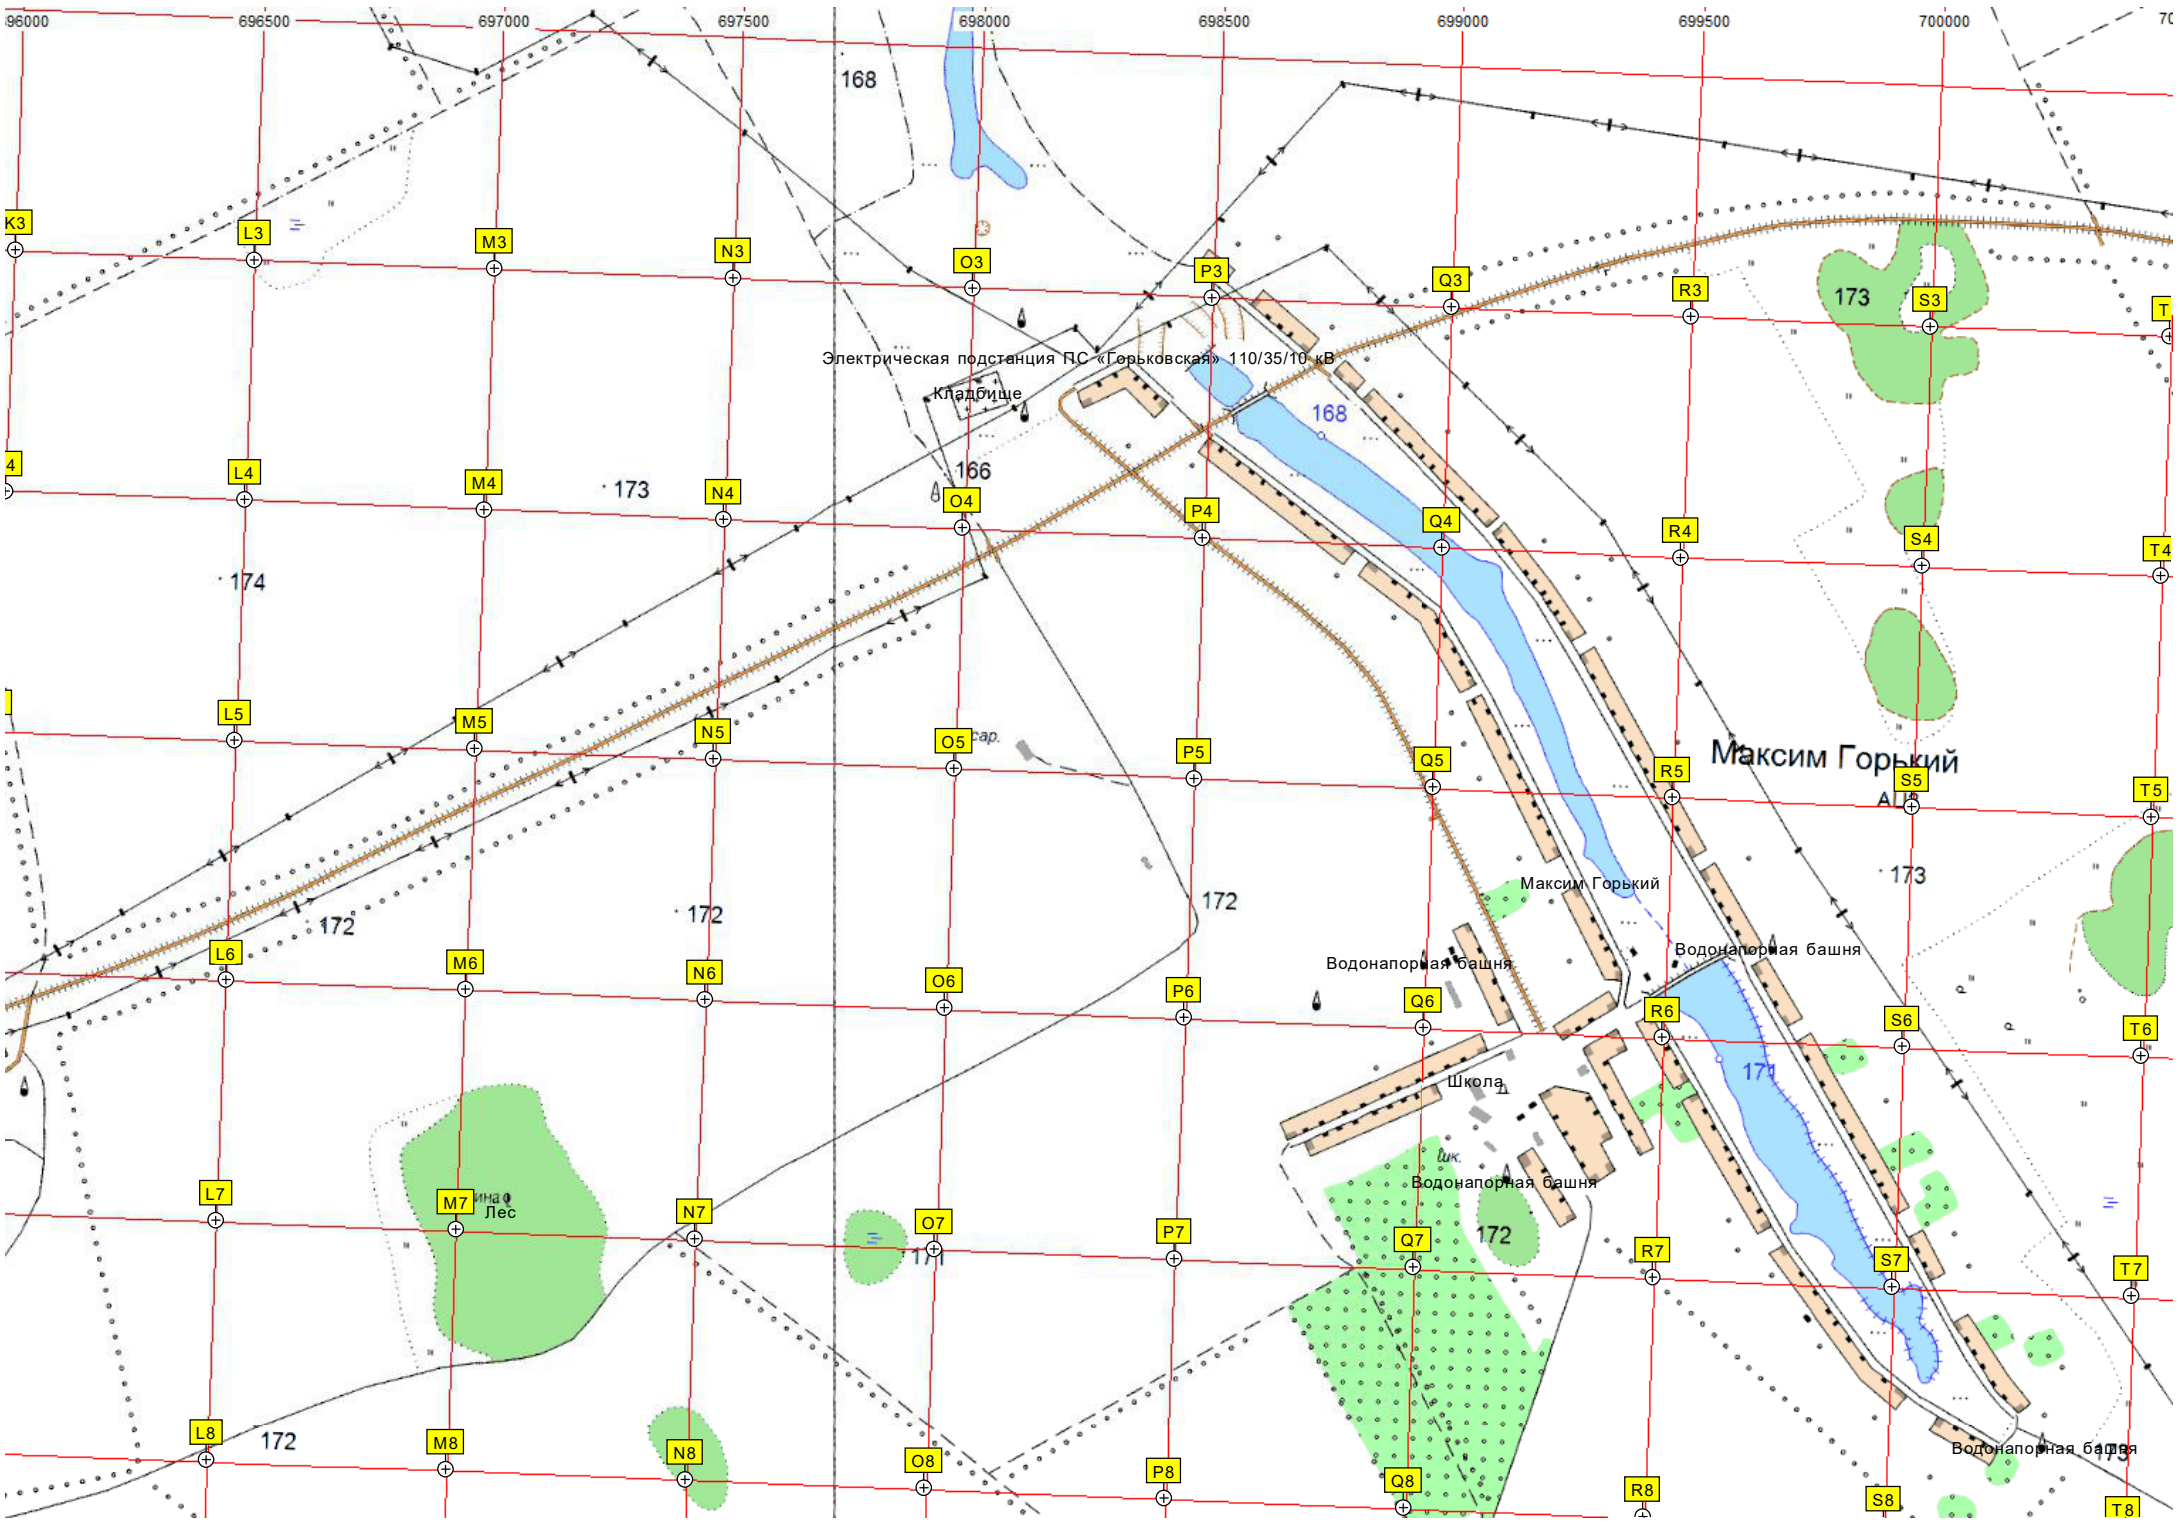 696500 697000 697500 698000 698500 699000 699500 700000
168
K3 L3 M3 N3 O3 P3 Q3 R3 S3
173
Электрическая подстанция ПС «Горьковская» 110/35/10 кВ
Кладбище
168
166
4 L4 M4 173 N4 O4 P4 Q4 R4 S4 T4
174
L5 M5 N5 O5 сар. P5 Q5 R5 S5 T5
Максим Горький
173
Максим Горький
172 172 172
Водонапорная башня
Водонапорная башня
L6 M6 N6 O6 P6 Q6 R6 S6 T6
171
Школа
шк.
Водонапорная башня
Лес
L7 M7 N7 O7 P7 Q7 R7 S7 T7
172
171
172
Водонапорная башня
173
L8 M8 N8 O8 P8 Q8 R8 S8 T8